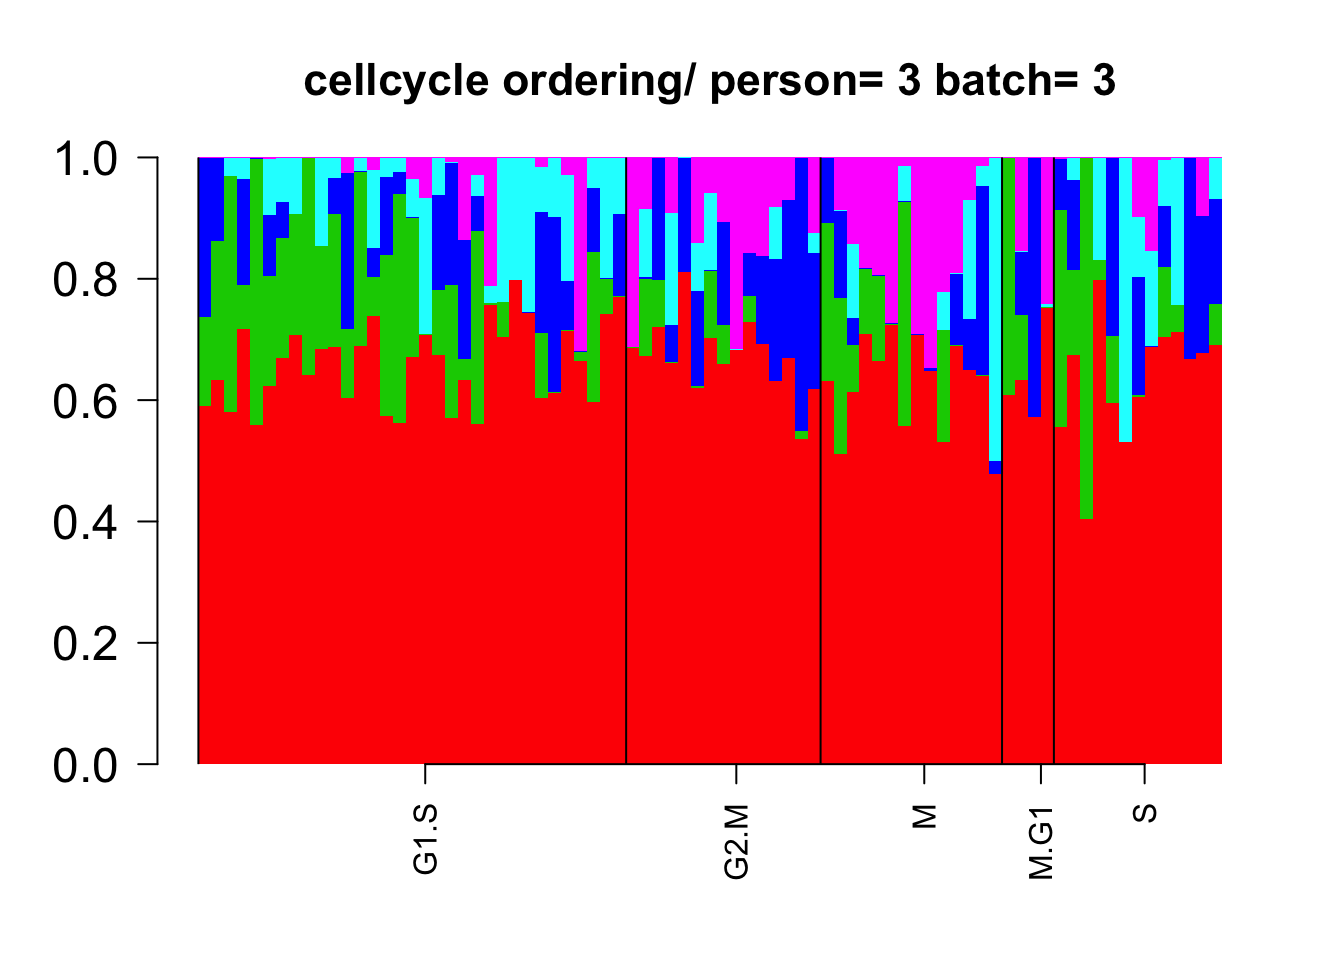 cellcycle ordering/ person= 3 batch= 3
1.0
0.8
0.6
0.4
0.2
0.0
G1.S
G2.M
M
M.G1
S